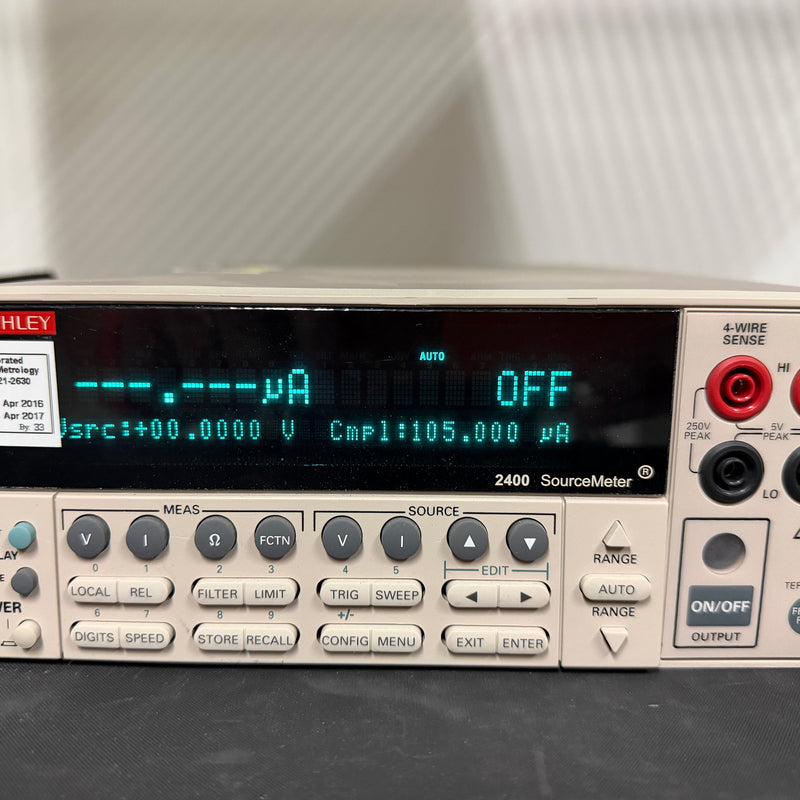 HLEY
AUTO
---.---µA OFF
Vsrc:+00.0000 V Cmpl:105.000 µA
2400 SourceMeter®
orated
Metrology
21-2630
Apr 2016
Apr 2017
By: 33
4-WIRE
SENSE
HI
250V
PEAK
5V
PEAK
LO
MEAS
SOURCE
V I Ω FCTN V I ▲ ▼
0 1 2 3 4 5
EDIT
LOCAL REL FILTER LIMIT TRIG SWEEP ◄ ►
6 7 8 9 +/-
DIGITS SPEED STORE RECALL CONFIG MENU EXIT ENTER
RANGE
AUTO
RANGE
ON/OFF
OUTPUT
LAY
WER